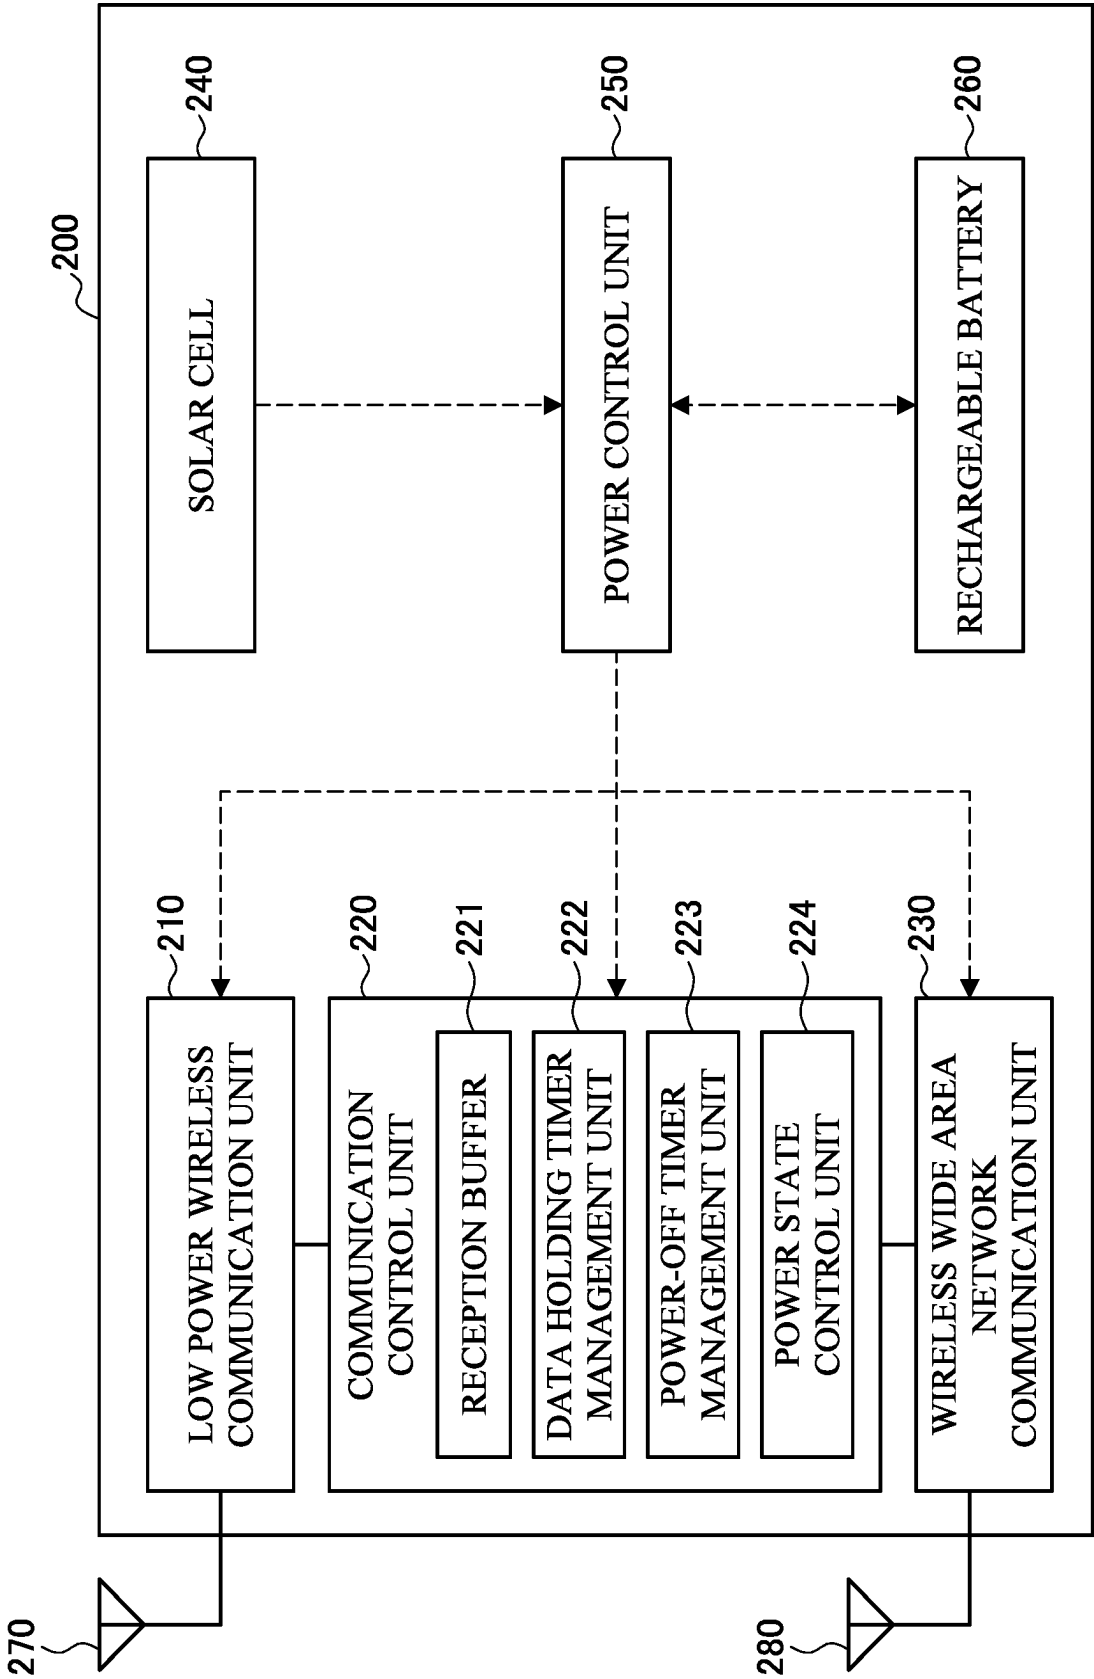 200
270
210
LOW POWER WIRELESS
COMMUNICATION UNIT
240
SOLAR CELL
220
COMMUNICATION
CONTROL UNIT
221
RECEPTION BUFFER
222
DATA HOLDING TIMER
MANAGEMENT UNIT
223
POWER-OFF TIMER
MANAGEMENT UNIT
224
POWER STATE
CONTROL UNIT
250
POWER CONTROL UNIT
280
230
WIRELESS WIDE AREA
NETWORK
COMMUNICATION UNIT
260
RECHARGEABLE BATTERY